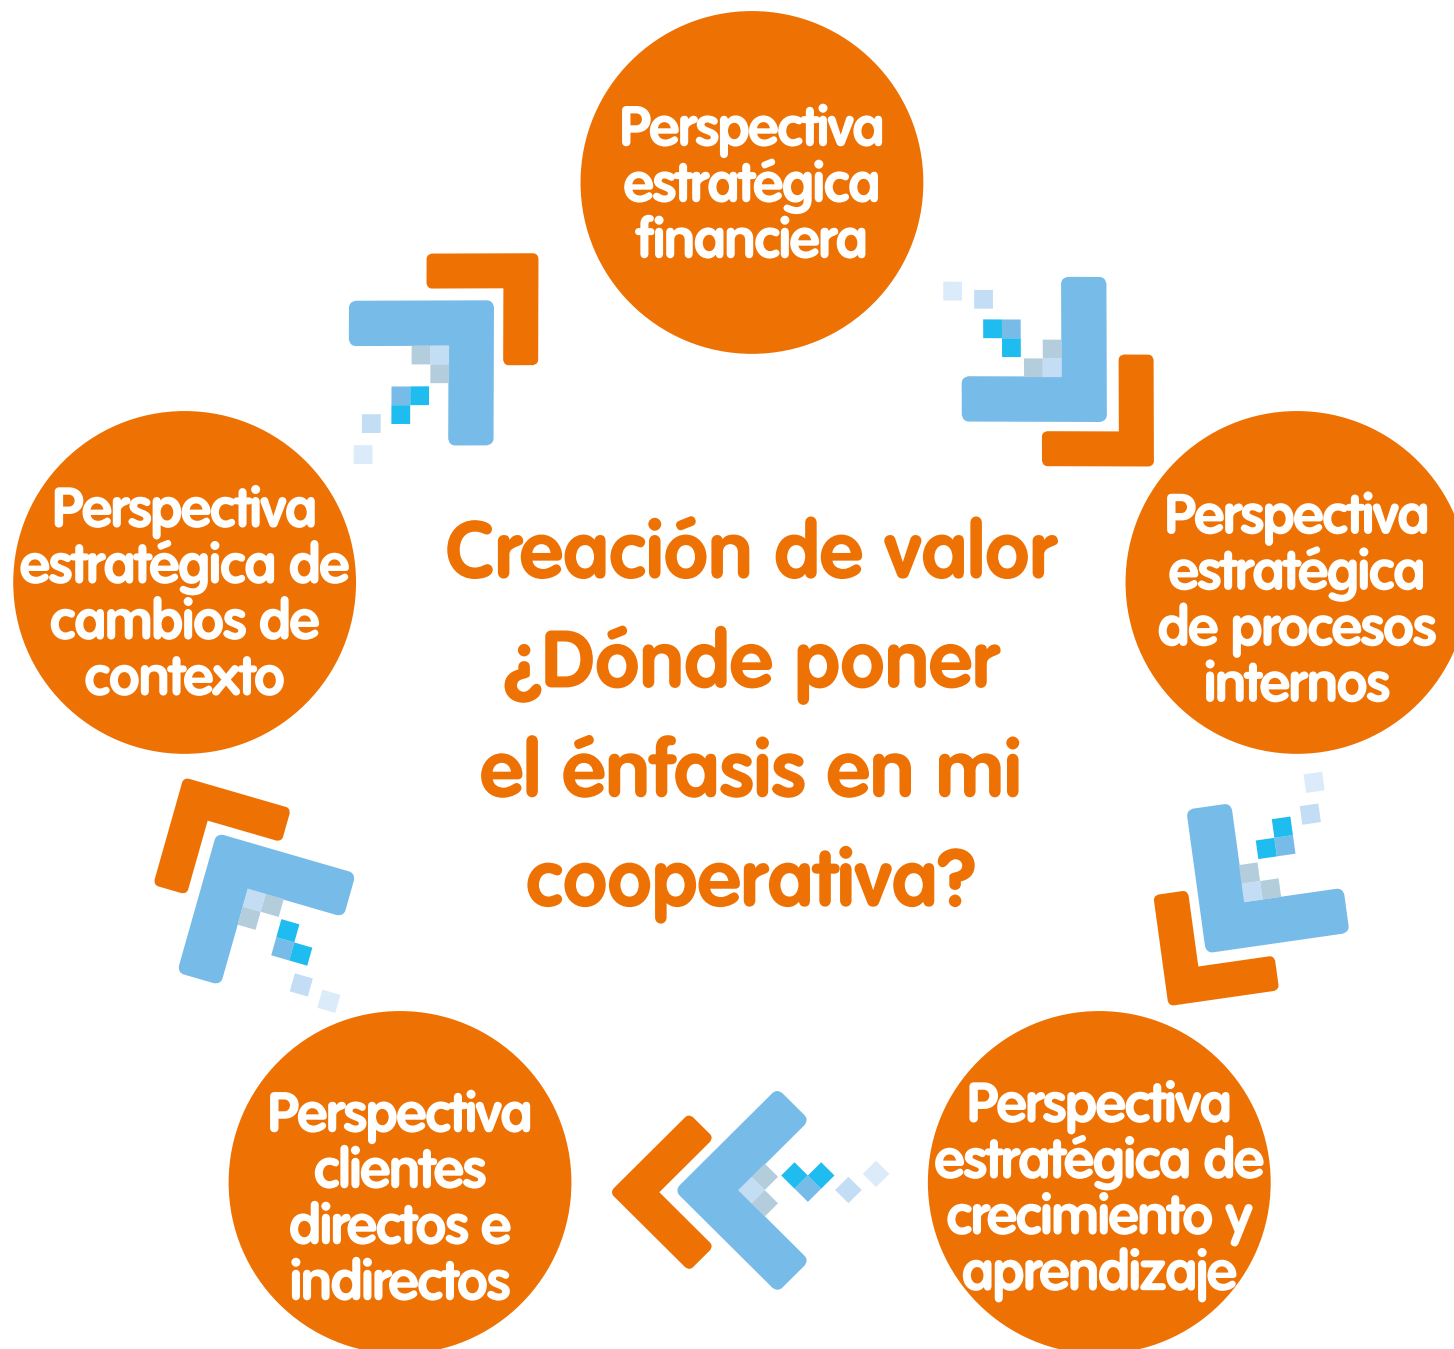 Perspectiva
estratégica
financiera
Perspectiva
estratégica de
cambios de
contexto
Perspectiva
estratégica
de procesos
internos
Creación de valor
¿Dónde poner
el énfasis en mi
cooperativa?
Perspectiva
clientes
directos e
indirectos
Perspectiva
estratégica de
crecimiento y
aprendizaje